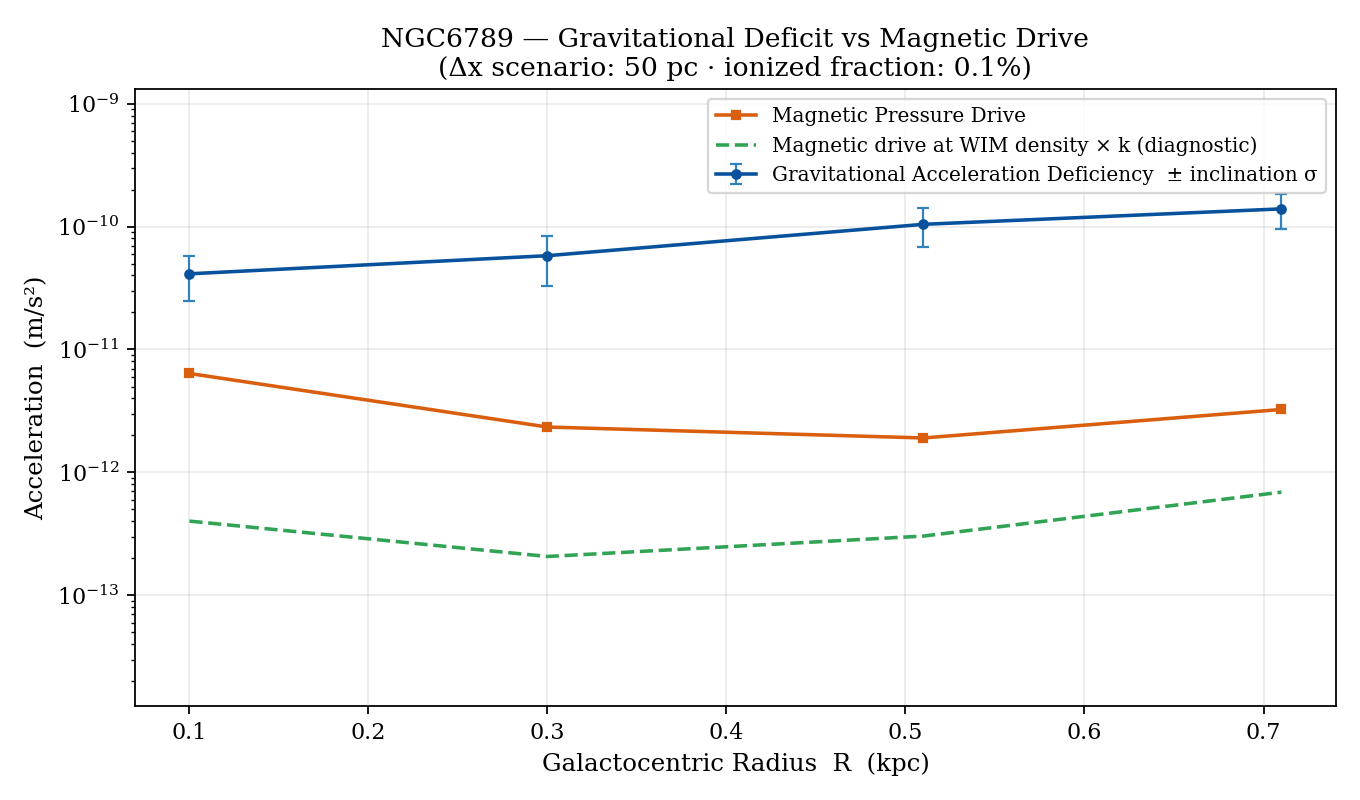 NGC6789 — Gravitational Deficit vs Magnetic Drive
(Δx scenario: 50 pc · ionized fraction: 0.1%)
Magnetic Pressure Drive
Magnetic drive at WIM density × k (diagnostic)
Gravitational Acceleration Deficiency ± inclination σ
Acceleration (m/s²)
10⁻⁹
10⁻¹⁰
10⁻¹¹
10⁻¹²
10⁻¹³
0.1 0.2 0.3 0.4 0.5 0.6 0.7
Galactocentric Radius R (kpc)